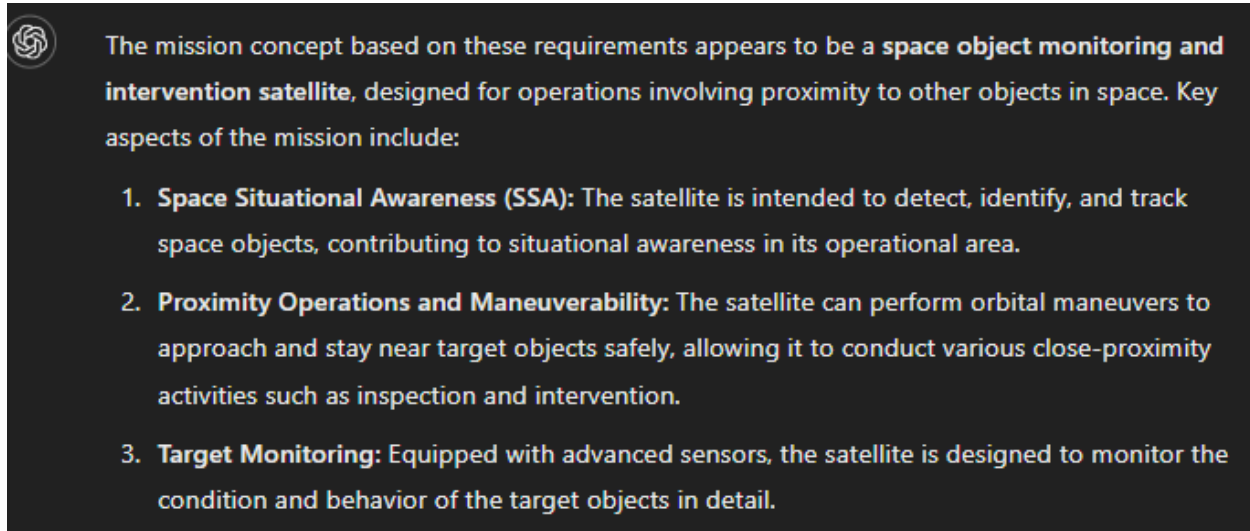 The mission concept based on these requirements appears to be a space object monitoring and
intervention satellite, designed for operations involving proximity to other objects in space. Key
aspects of the mission include:
1. Space Situational Awareness (SSA): The satellite is intended to detect, identify, and track
space objects, contributing to situational awareness in its operational area.
2. Proximity Operations and Maneuverability: The satellite can perform orbital maneuvers to
approach and stay near target objects safely, allowing it to conduct various close-proximity
activities such as inspection and intervention.
3. Target Monitoring: Equipped with advanced sensors, the satellite is designed to monitor the
condition and behavior of the target objects in detail.